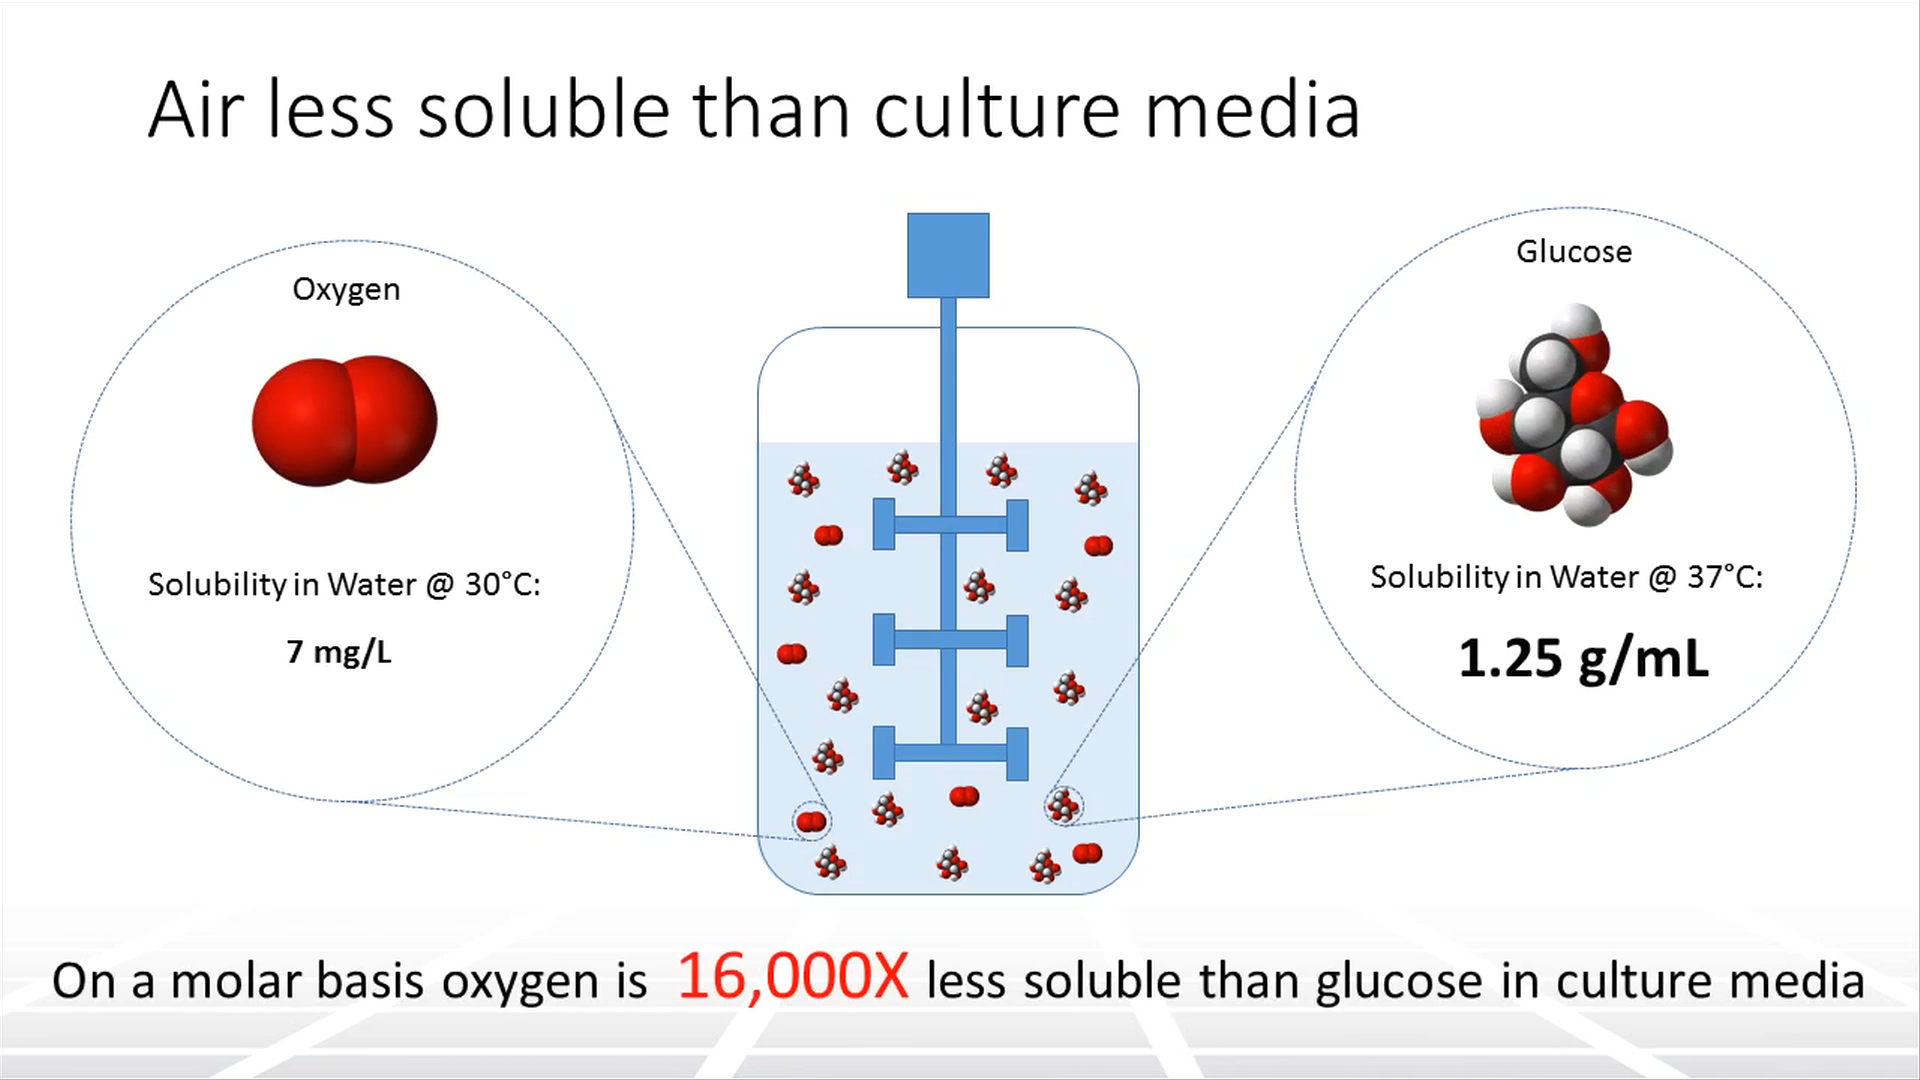 Air less soluble than culture media
Oxygen
Solubility in Water @ 30°C:
7 mg/L
Glucose
Solubility in Water @ 37°C:
1.25 g/mL
On a molar basis oxygen is 16,000X less soluble than glucose in culture media